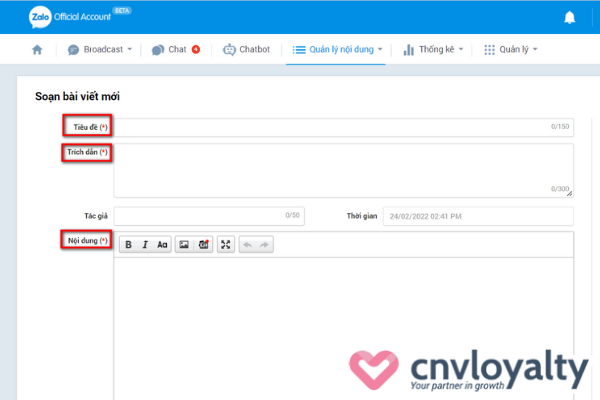 Zalo Official Account BETA
Broadcast Chat Chatbot Quản lý nội dung Thống kê Quản lý
Soạn bài viết mới
Tiêu đề (*) 0/150
Trích dẫn (*)
0/300
Tác giả 0/50 Thời gian 24/02/2022 02:41 PM
Nội dung (*) B I Aa
cnvloyalty
Your partner in growth